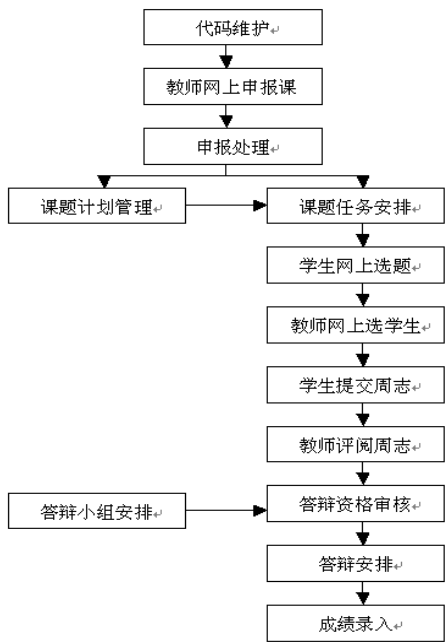 代码维护
教师网上申报课
申报处理
课题计划管理
课题任务安排
学生网上选题
教师网上选学生
学生提交周志
教师评阅周志
答辩小组安排
答辩资格审核
答辩安排
成绩录入